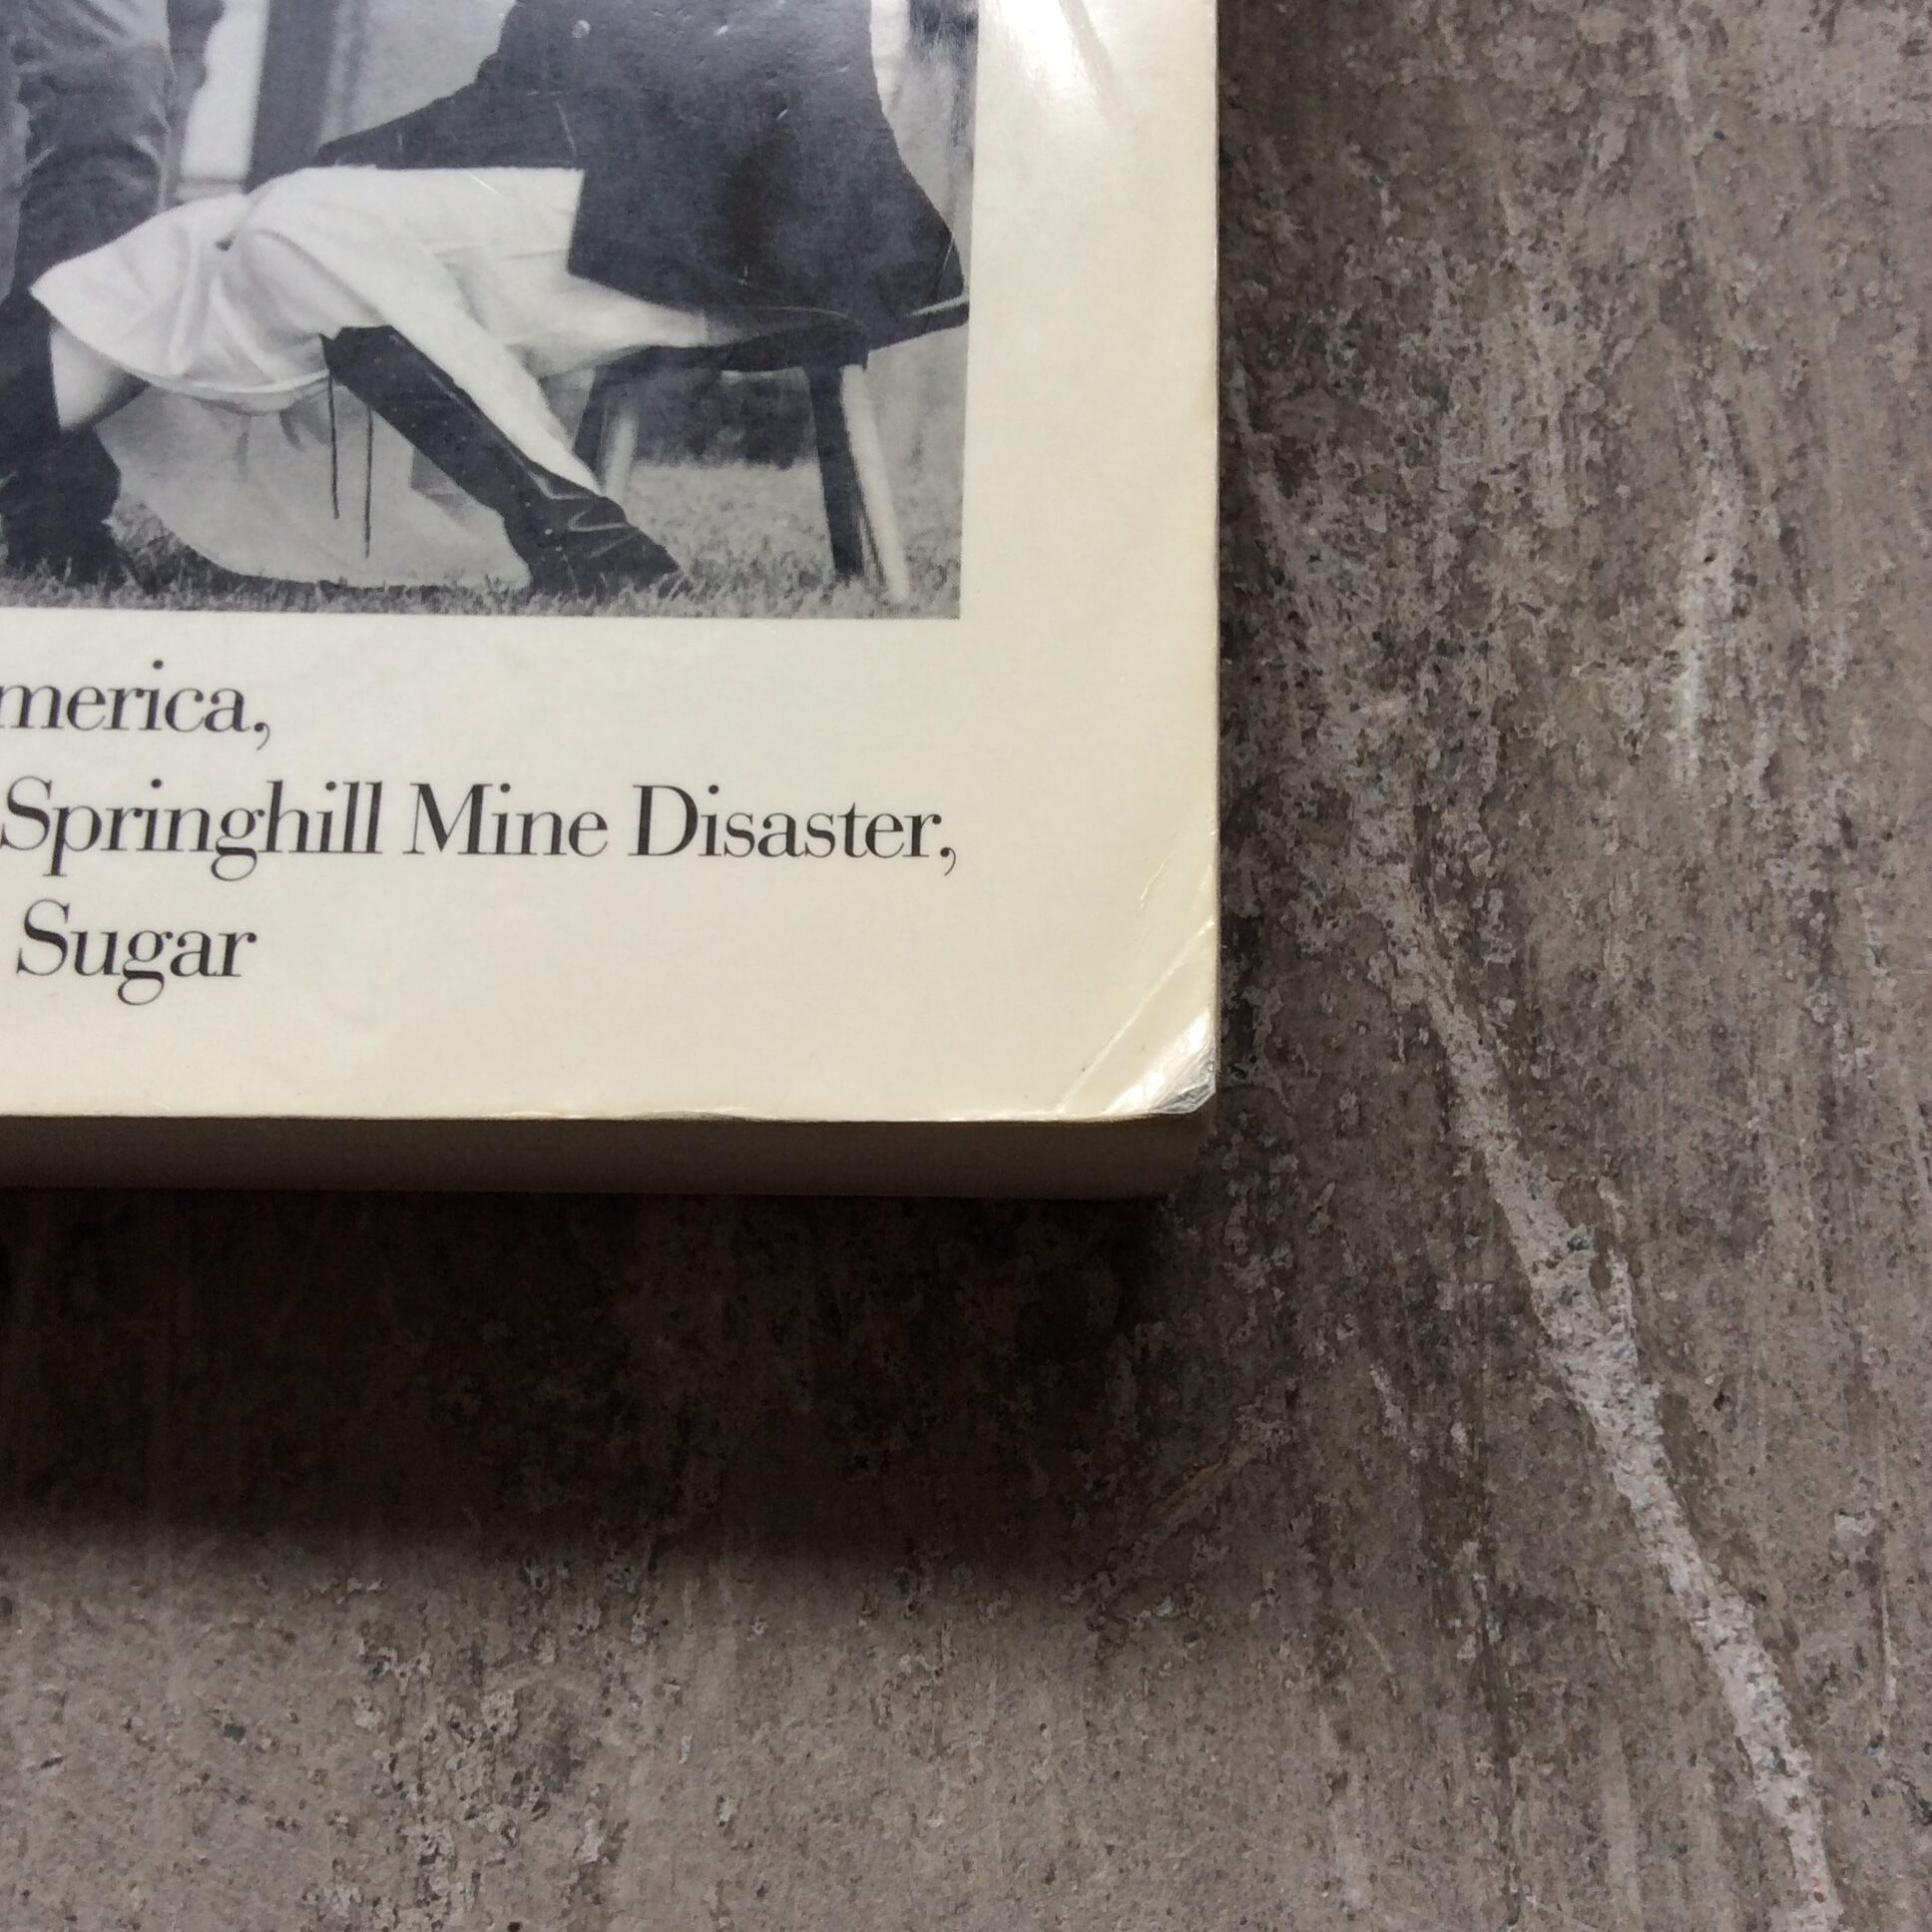 merica,
Springhill Mine Disaster,
Sugar